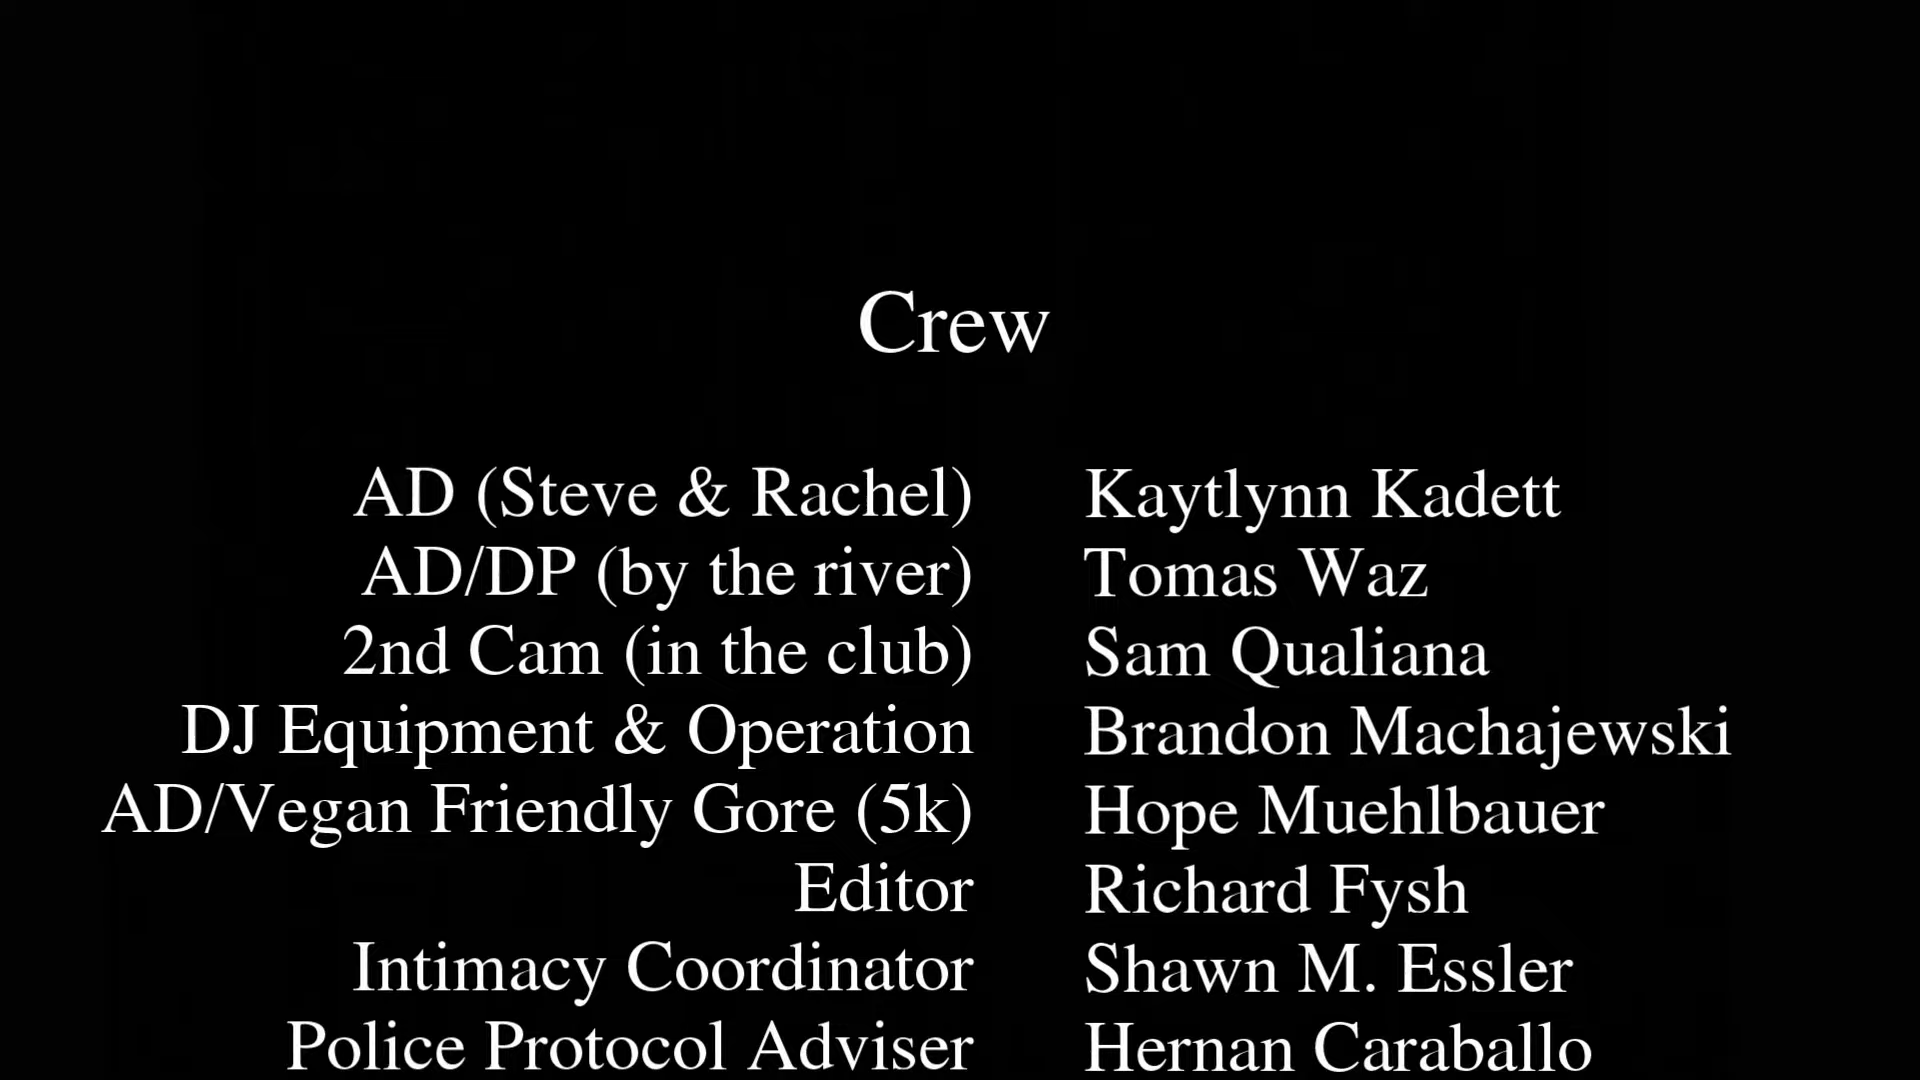 Crew
AD (Steve & Rachel) Kaytlynn Kadett
AD/DP (by the river) Tomas Waz
2nd Cam (in the club) Sam Qualiana
DJ Equipment & Operation Brandon Machajewski
AD/Vegan Friendly Gore (5k) Hope Muehlbauer
Editor Richard Fysh
Intimacy Coordinator Shawn M. Essler
Police Protocol Adviser Hernan Caraballo